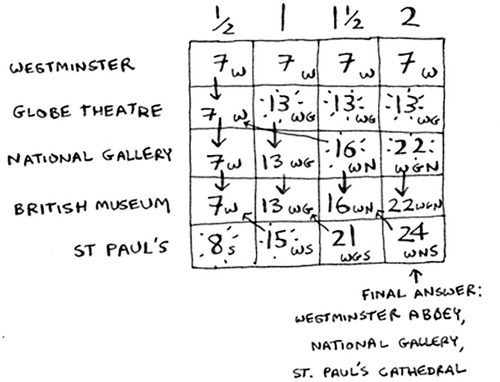 1/2 1 1 1/2 2
WESTMINSTER 7 W 7 W 7 W 7 W
GLOBE THEATRE 7 W 13 WG 13 WG 13 WG
NATIONAL GALLERY 7 W 13 WG 16 WN 22 WGN
BRITISH MUSEUM 7 W 13 WG 16 WN 22 WGN
ST PAUL'S 8 S 15 WS 21 WGS 24 WNS
FINAL ANSWER:
WESTMINSTER ABBEY,
NATIONAL GALLERY,
ST. PAUL'S CATHEDRAL